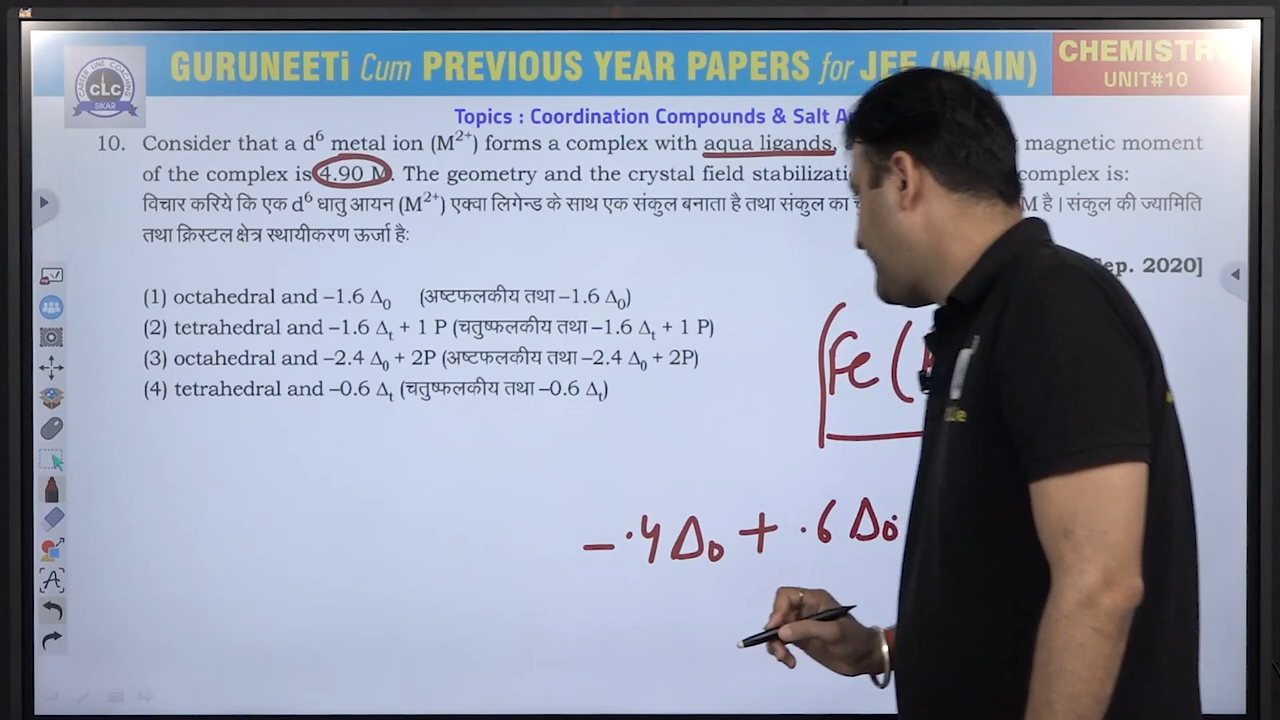 GURUNEETi Cum PREVIOUS YEAR PAPERS for JEE (MAIN)
CHEMISTRY
UNIT#10
CLC
SIKAR
Topics : Coordination Compounds & Salt
10. Consider that a d⁶ metal ion (M²⁺) forms a complex with aqua ligands, magnetic moment
of the complex is 4.90 M. The geometry and the crystal field complex is:
विचार करिये कि एक d⁶ धातु आयन (M²⁺) एक्वा लिगेन्ड के साथ एक संकुल बनाता है तथा संकुल का M है। संकुल की ज्यामिति
तथा क्रिस्टल क्षेत्र स्थायीकरण ऊर्जा है:
2020]
(1) octahedral and –1.6 Δ₀ (अष्टफलकीय तथा –1.6 Δ₀)
(2) tetrahedral and –1.6 Δₜ + 1 P (चतुष्फलकीय तथा –1.6 Δₜ + 1 P)
(3) octahedral and –2.4 Δ₀ + 2P (अष्टफलकीय तथा –2.4 Δ₀ + 2P)
(4) tetrahedral and –0.6 Δₜ (चतुष्फलकीय तथा –0.6 Δₜ)
[Fe (
–.4 Δ₀ + .6 Δ₀